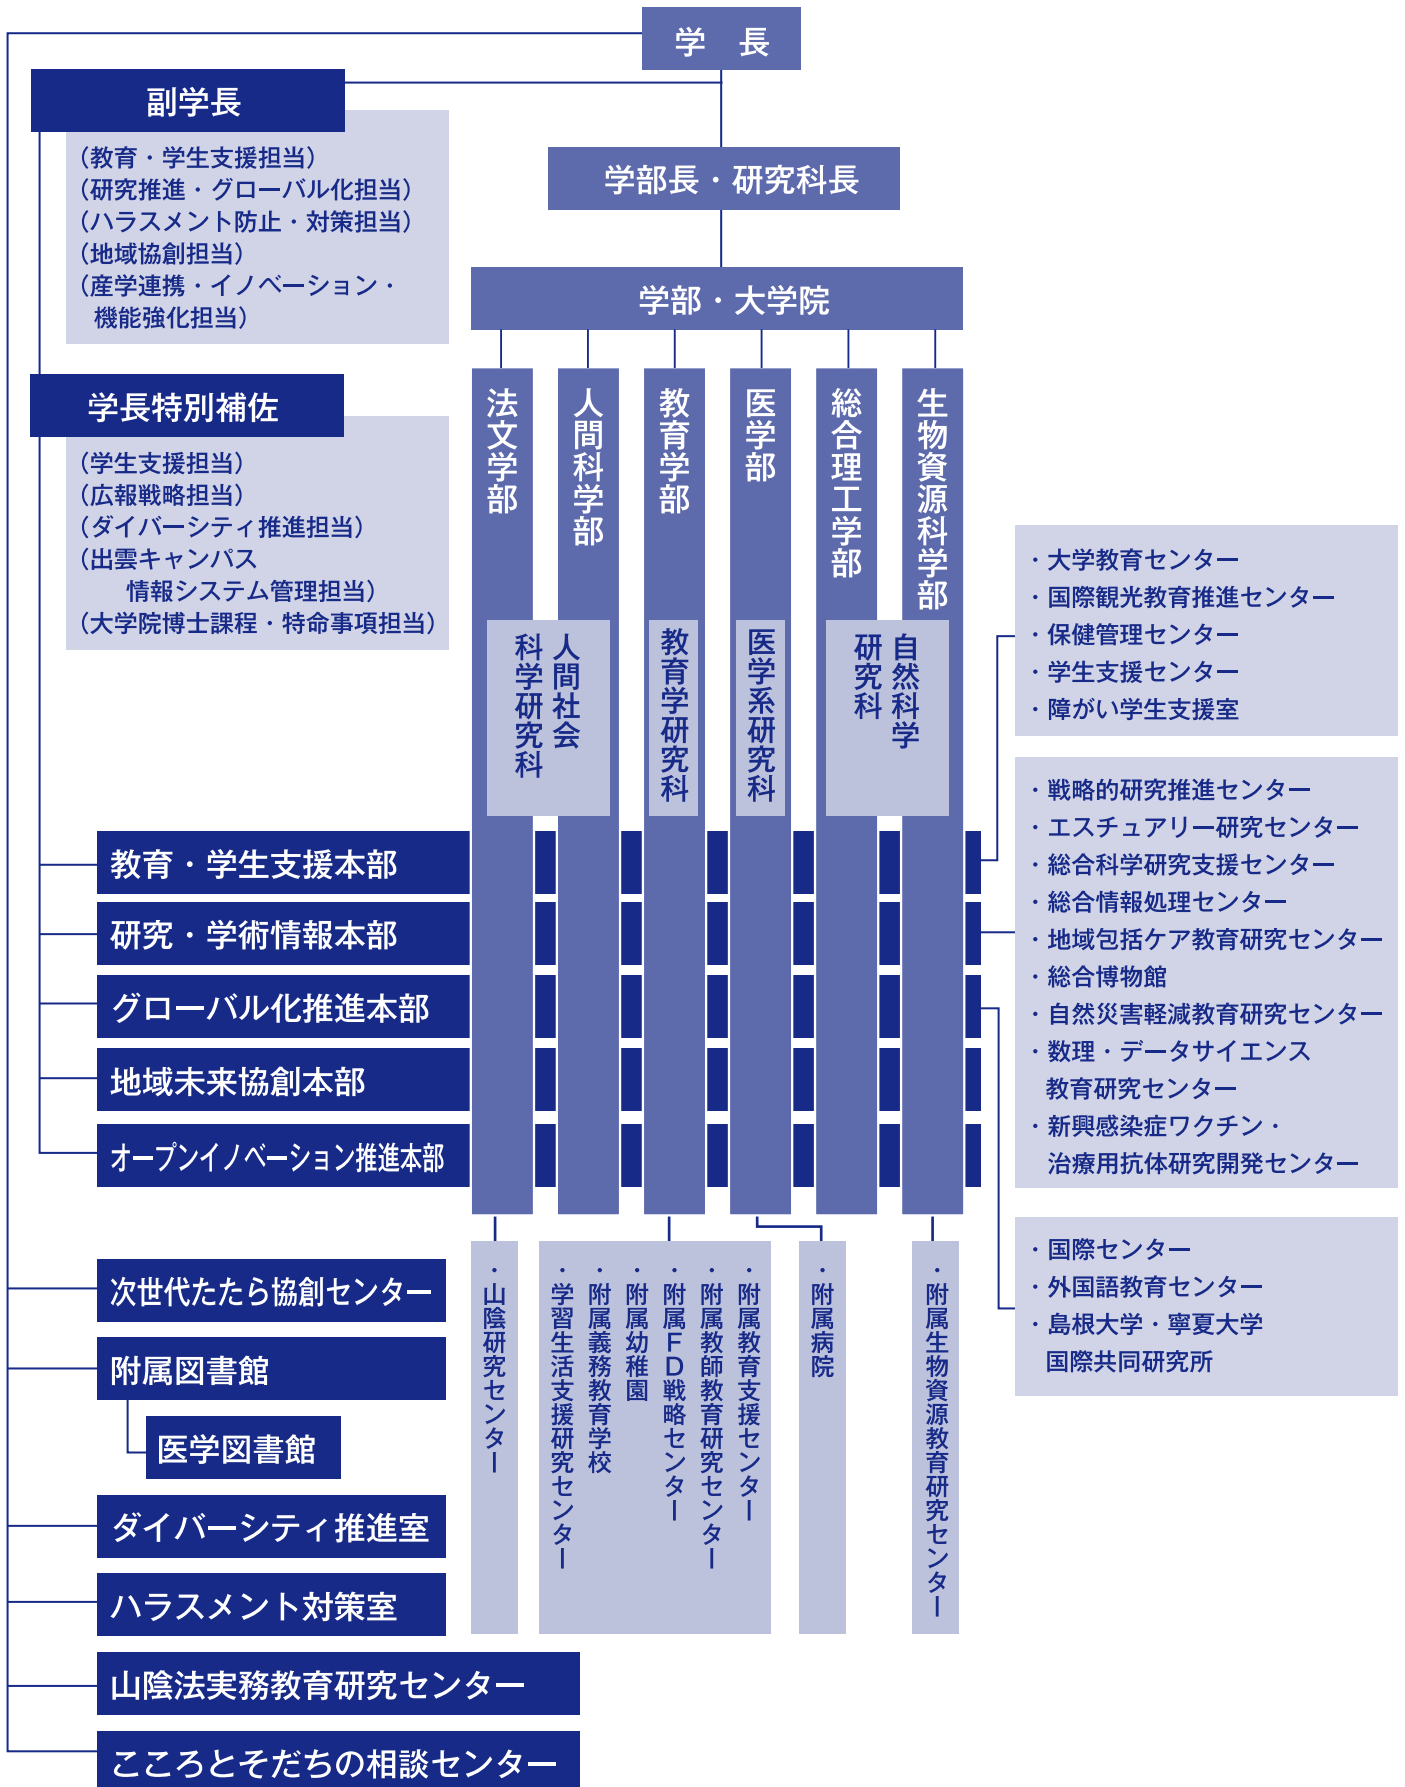 学　長
副学長
（教育・学生支援担当）
（研究推進・グローバル化担当）
（ハラスメント防止・対策担当）
（地域協創担当）
（産学連携・イノベーション・
機能強化担当）
学部長・研究科長
学部・大学院
学長特別補佐
（学生支援担当）
（広報戦略担当）
（ダイバーシティ推進担当）
（出雲キャンパス
情報システム管理担当）
（大学院博士課程・特命事項担当）
法文学部
人間科学部
教育学部
医学部
総合理工学部
生物資源科学部
人間社会
科学研究科
教育学研究科
医学系研究科
自然科学
研究科
・大学教育センター
・国際観光教育推進センター
・保健管理センター
・学生支援センター
・障がい学生支援室
・戦略的研究推進センター
・エスチュアリー研究センター
・総合科学研究支援センター
・総合情報処理センター
・地域包括ケア教育研究センター
・総合博物館
・自然災害軽減教育研究センター
・数理・データサイエンス
教育研究センター
・新興感染症ワクチン・
治療用抗体研究開発センター
・国際センター
・外国語教育センター
・島根大学・寧夏大学
国際共同研究所
教育・学生支援本部
研究・学術情報本部
グローバル化推進本部
地域未来協創本部
オープンイノベーション推進本部
次世代たたら協創センター
附属図書館
医学図書館
ダイバーシティ推進室
ハラスメント対策室
山陰法実務教育研究センター
こころとそだちの相談センター
・山陰研究センター
・附属教育支援センター
・附属教師教育研究センター
・附属ＦＤ戦略センター
・附属幼稚園
・附属義務教育学校
・学習生活支援研究センター
・附属病院
・附属生物資源教育研究センター